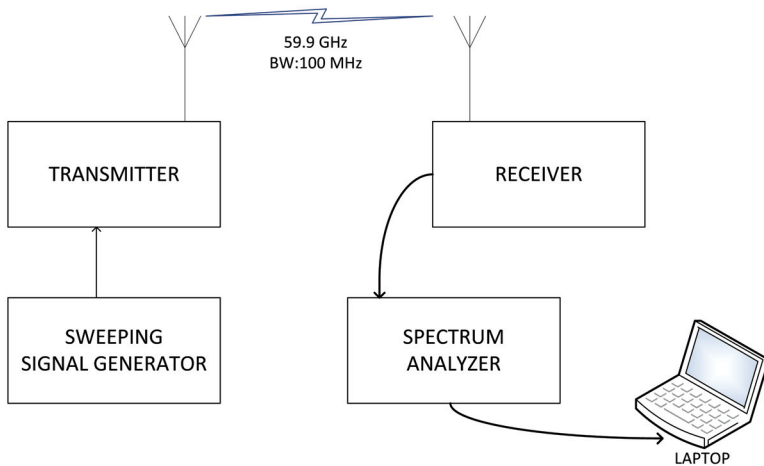 59.9 GHz
BW:100 MHz
TRANSMITTER
RECEIVER
SWEEPING
SIGNAL GENERATOR
SPECTRUM
ANALYZER
LAPTOP